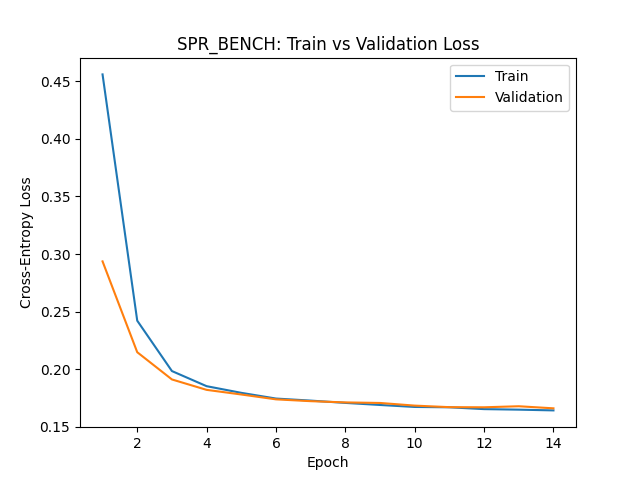 SPR_BENCH: Train vs Validation Loss
Train
Validation
Cross-Entropy Loss
0.45
0.40
0.35
0.30
0.25
0.20
0.15
2 4 6 8 10 12 14
Epoch